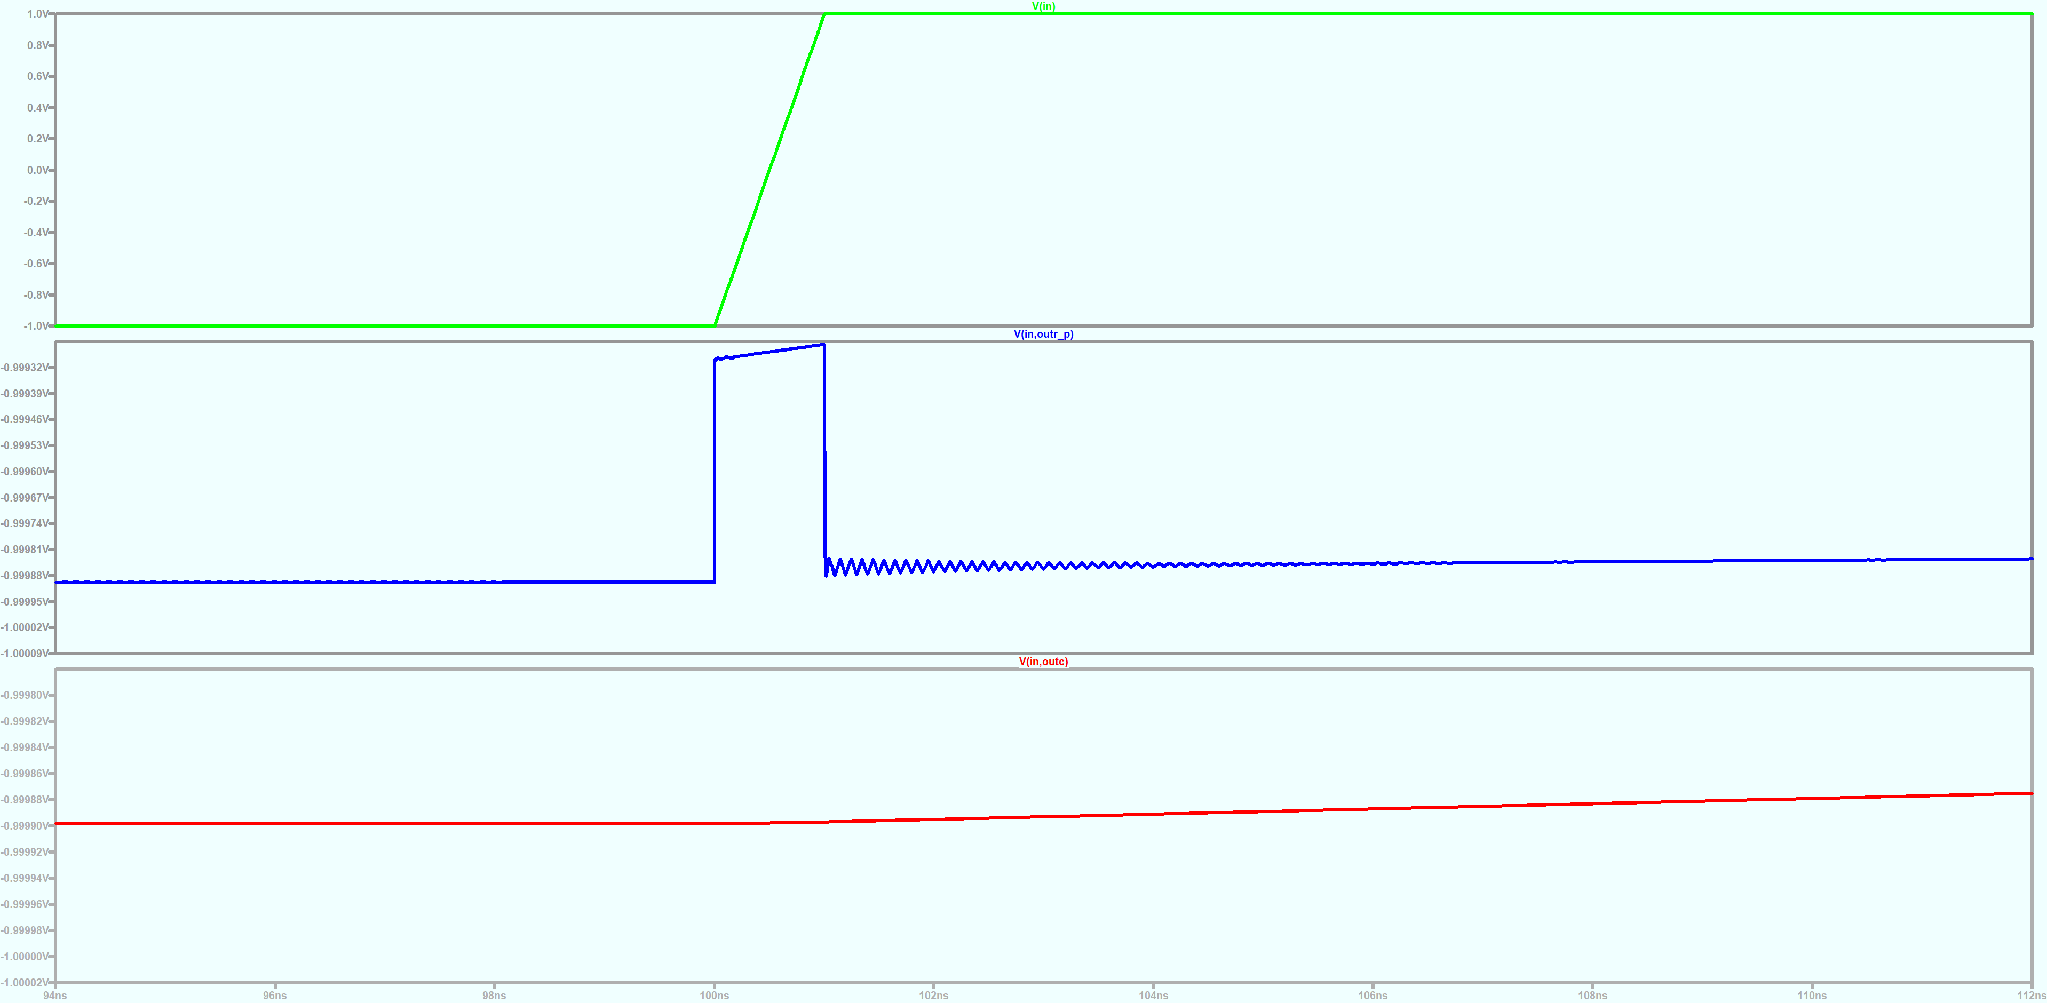 V(in)
1.0V
0.8V
0.6V
0.4V
0.2V
0.0V
-0.2V
-0.4V
-0.6V
-0.8V
-1.0V
V(in,outr_p)
-0.99932V
-0.99939V
-0.99946V
-0.99953V
-0.99960V
-0.99967V
-0.99974V
-0.99981V
-0.99988V
-0.99995V
-1.00002V
-1.00009V
V(in,outc)
-0.99980V
-0.99982V
-0.99984V
-0.99986V
-0.99988V
-0.99990V
-0.99992V
-0.99994V
-0.99996V
-0.99998V
-1.00000V
-1.00002V
94ns 96ns 98ns 100ns 102ns 104ns 106ns 108ns 110ns 112ns